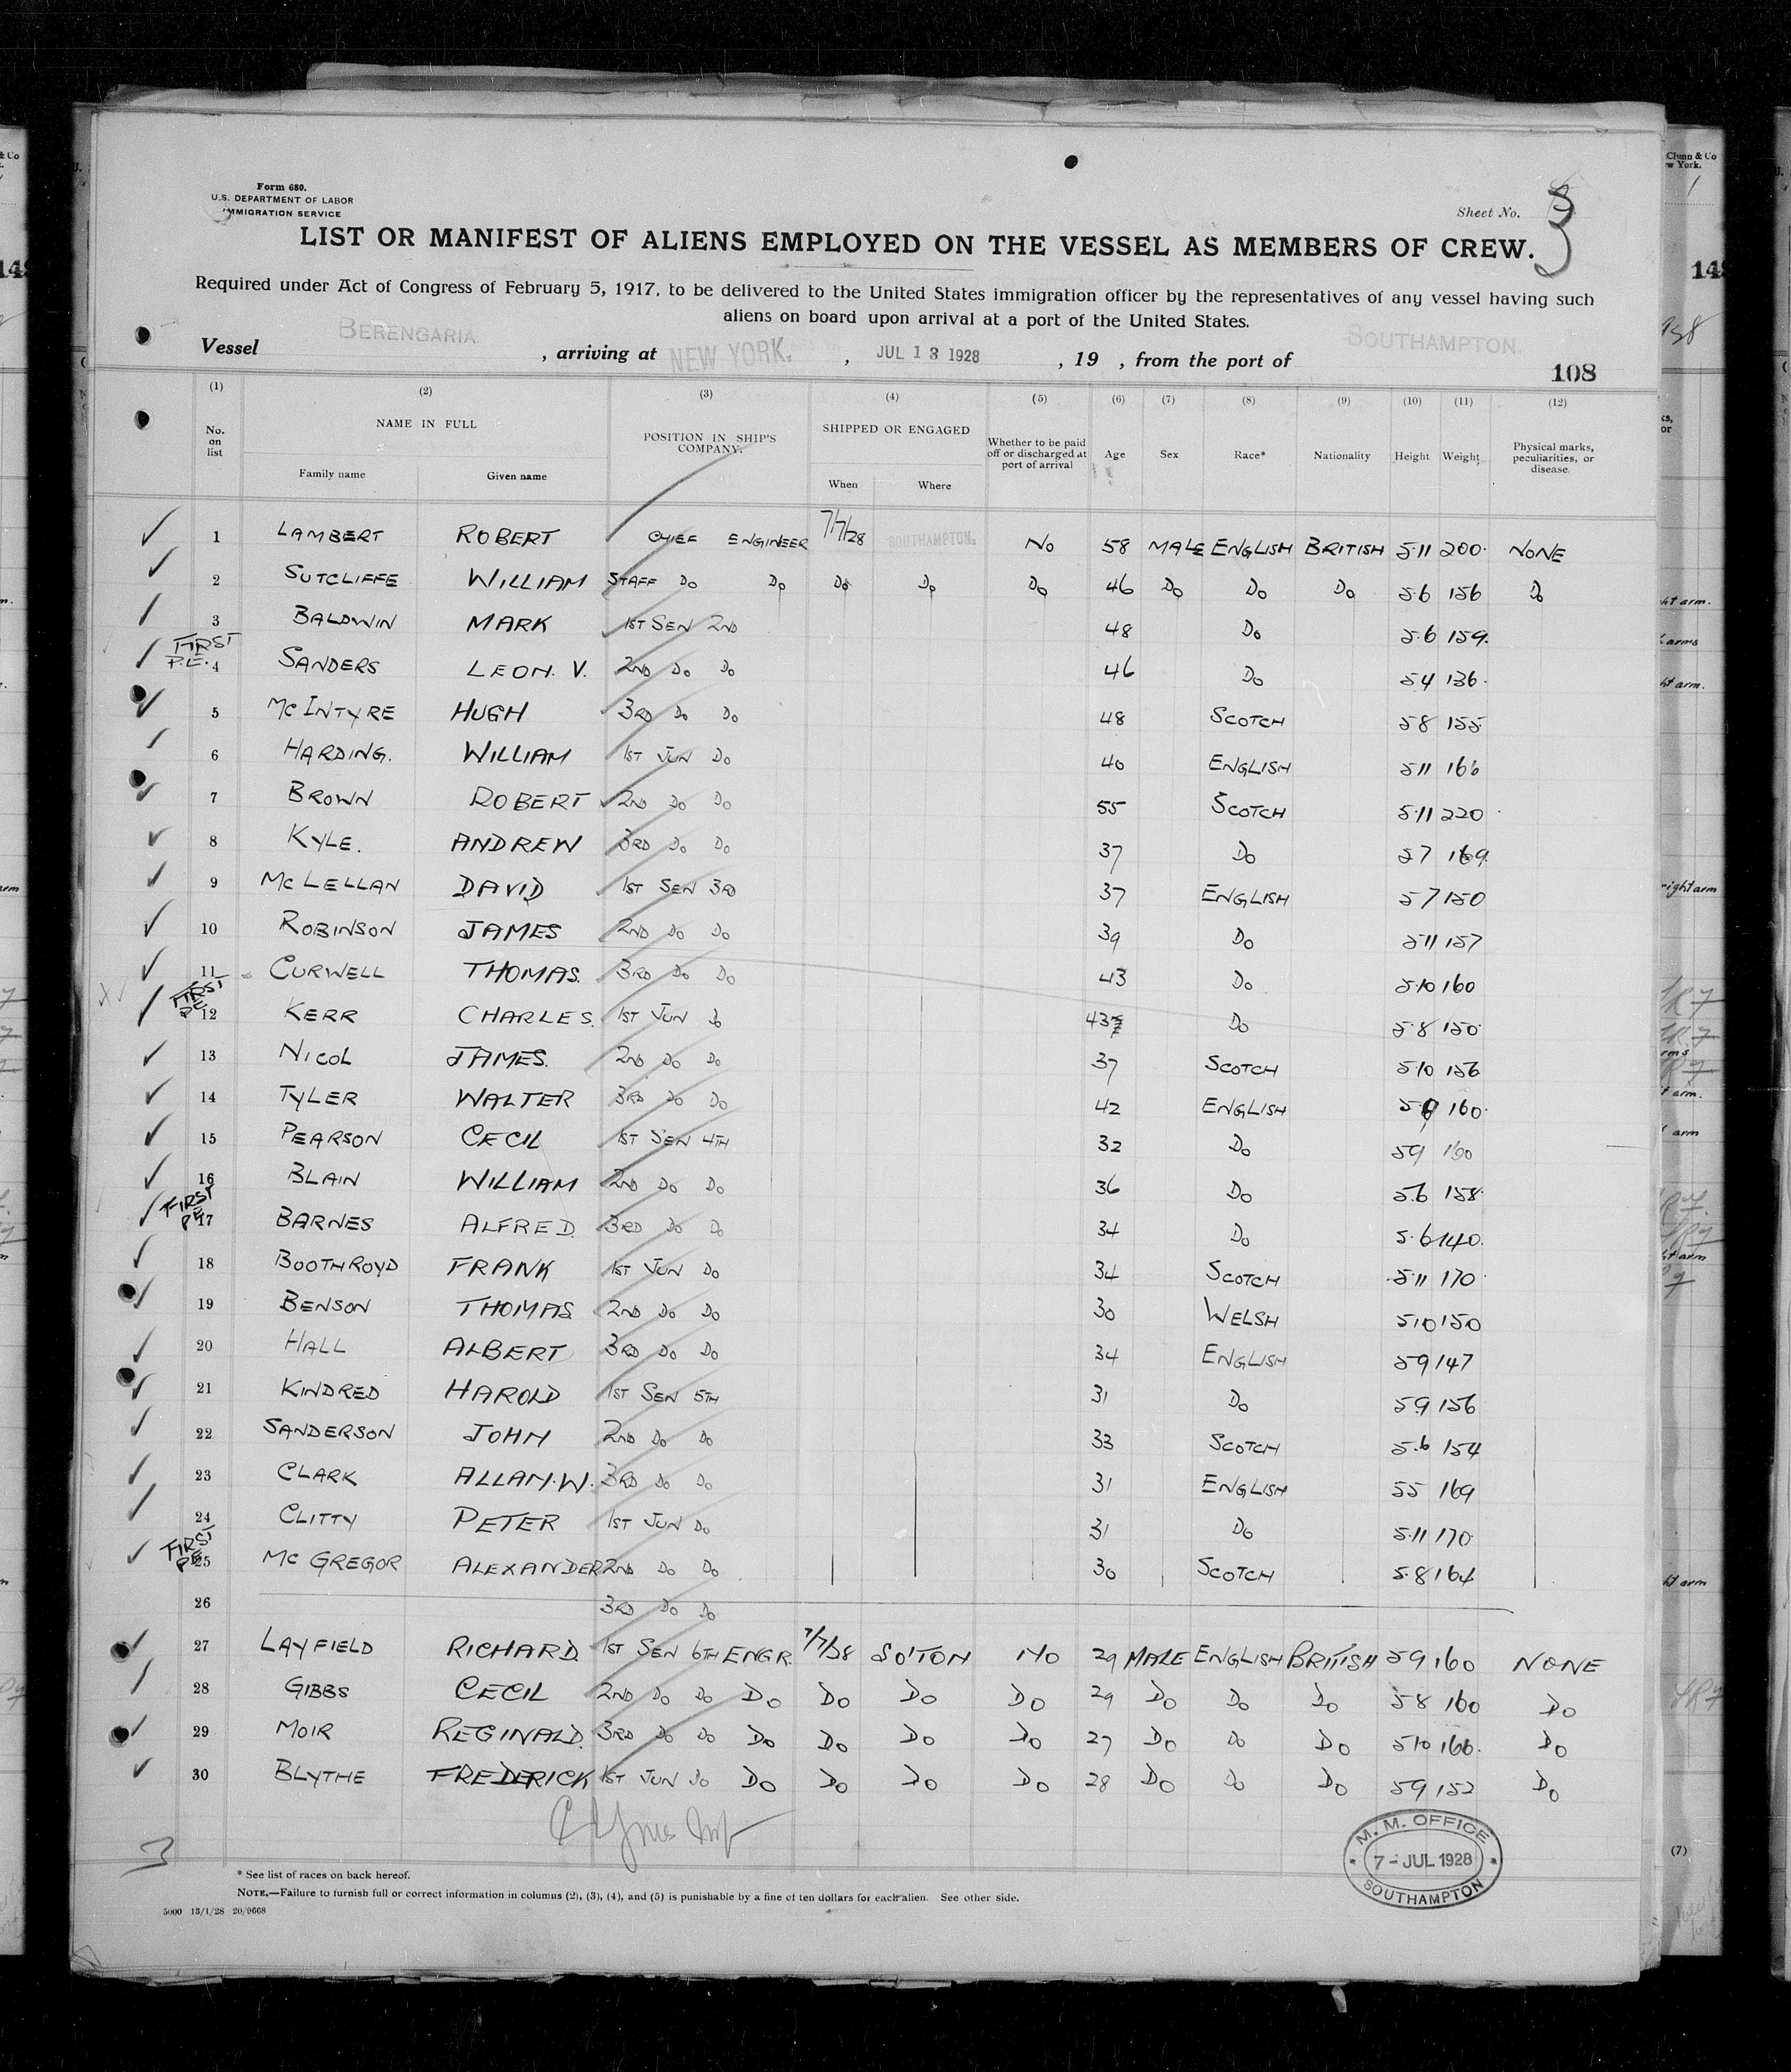 Form 680.
U.S. DEPARTMENT OF LABOR
IMMIGRATION SERVICE
Sheet No. 3
LIST OR MANIFEST OF ALIENS EMPLOYED ON THE VESSEL AS MEMBERS OF CREW.
Required under Act of Congress of February 5, 1917, to be delivered to the United States immigration officer by the representatives of any vessel having such
aliens on board upon arrival at a port of the United States.
Vessel BERENGARIA, arriving at NEW YORK., JUL 13 1928, 19 , from the port of SOUTHAMPTON.
108
(1) (2) (3) (4) (5) (6) (7) (8) (9) (10) (11) (12)
No. on list NAME IN FULL POSITION IN SHIP'S COMPANY. SHIPPED OR ENGAGED Whether to be paid off or discharged at port of arrival Age Sex Race* Nationality Height Weight Physical marks, peculiarities, or disease.
Family name Given name When Where
1 LAMBERT ROBERT CHIEF ENGINEER 7/7/28 SOUTHAMPTON. No 58 MALE ENGLISH BRITISH 5·11 200· NONE
2 SUTCLIFFE WILLIAM STAFF Do Do Do Do Do 46 Do Do Do 5·6 156 Do
3 BALDWIN MARK 1ST SEN 2ND 48 Do 5·6 159.
FIRST P.E. 4 SANDERS LEON. V. 2ND Do Do 46 Do 5 4 136·
5 McINTYRE HUGH 3RD Do Do 48 SCOTCH 5 8 155
6 HARDING. WILLIAM 1ST JUN Do 40 ENGLISH 5 11 166
7 BROWN ROBERT 2ND Do Do 55 SCOTCH 5·11 220
8 KYLE. ANDREW 3RD Do Do 37 Do 5 7 169.
9 McLELLAN DAVID 1ST SEN 3RD 37 ENGLISH 5 7 150
10 ROBINSON JAMES 2ND Do Do 39 Do 5 11 157
11 CURWELL THOMAS. 3RD Do Do 43 Do 5·10 160
FIRST PE 12 KERR CHARLES. 1ST JUN Do 43 Do 5·8 150
13 NICOL JAMES. 2ND Do Do 37 SCOTCH 5·10 156
14 TYLER WALTER 3RD Do Do 42 ENGLISH 5 9 160·
15 PEARSON CECIL 1ST SEN 4TH 32 Do 5 9 160
16 BLAIN WILLIAM 2ND Do Do 36 Do 5.6 158
FIRST PE 17 BARNES ALFRED. 3RD Do Do 34 Do 5·6 140.
18 BOOTHROYD FRANK 1ST JUN Do 34 SCOTCH 5·11 170·
19 BENSON THOMAS 2ND Do Do 30 WELSH 5 10 150
20 HALL ALBERT 3RD Do Do 34 ENGLISH 5 9 147
21 KINDRED HAROLD 1ST SEN 5TH 31 Do 5.9 156
22 SANDERSON JOHN 2ND Do Do 33 SCOTCH 5.6 154
23 CLARK ALLAN.W. 3RD Do Do 31 ENGLISH 5 5 169
24 CLITTY PETER 1ST JUN Do 31 Do 5·11 170·
FIRST PE 25 McGREGOR ALEXANDER 2ND Do Do 30 SCOTCH 5·8 164
26 3RD Do Do
27 LAYFIELD RICHARD. 1ST SEN 6TH ENGR. 7/7/28 SO'TON NO 29 MALE ENGLISH BRITISH 5 9 160 NONE
28 GIBBS CECIL 2ND Do Do Do Do Do Do 29 Do Do Do 5 8 160 Do
29 MOIR REGINALD. 3RD Do Do Do Do Do Do 27 Do Do Do 5 10 166. Do
30 BLYTHE FREDERICK 1ST JUN Do Do Do Do Do 28 Do Do Do 5 9 152 Do
3
M. M. OFFICE
7 - JUL 1928
SOUTHAMPTON
* See list of races on back hereof.
NOTE.—Failure to furnish full or correct information in columns (2), (3), (4), and (5) is punishable by a fine of ten dollars for each alien. See other side.
5000 13/1/28 20/9668